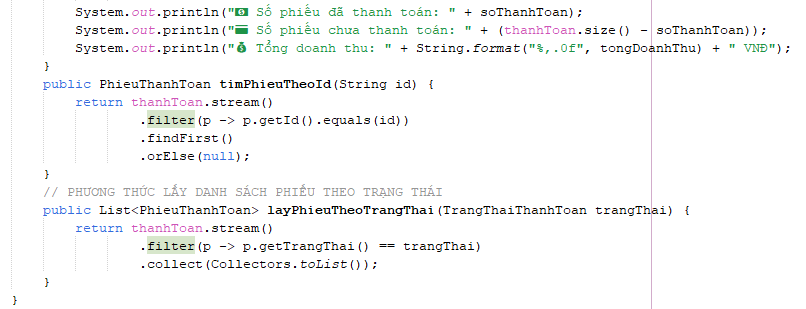 System.out.println("💵 Số phiếu đã thanh toán: " + soThanhToan);
System.out.println("💳 Số phiếu chưa thanh toán: " + (thanhToan.size() - soThanhToan));
System.out.println("💰 Tổng doanh thu: " + String.format("%,.0f", tongDoanhThu) + " VNĐ");
}
public PhieuThanhToan timPhieuTheoId(String id) {
return thanhToan.stream()
.filter(p -> p.getId().equals(id))
.findFirst()
.orElse(null);
}
// PHƯƠNG THỨC LẤY DANH SÁCH PHIẾU THEO TRẠNG THÁI
public List<PhieuThanhToan> layPhieuTheoTrangThai(TrangThaiThanhToan trangThai) {
return thanhToan.stream()
.filter(p -> p.getTrangThai() == trangThai)
.collect(Collectors.toList());
}
}